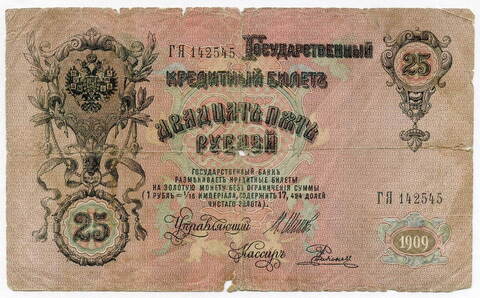 ГЯ 142545 Государственный
Кредитный Билетъ
25
Двадцать пять
рублей
Государственный банкъ
размѣниваетъ кредитные билеты
на золотую монету безъ ограниченія суммы
(1 рубль=1/15 имперіала, содержитъ 17,424 долей
чистаго золота).
ГЯ 142545
25
Управляющій
Кассиръ
1909